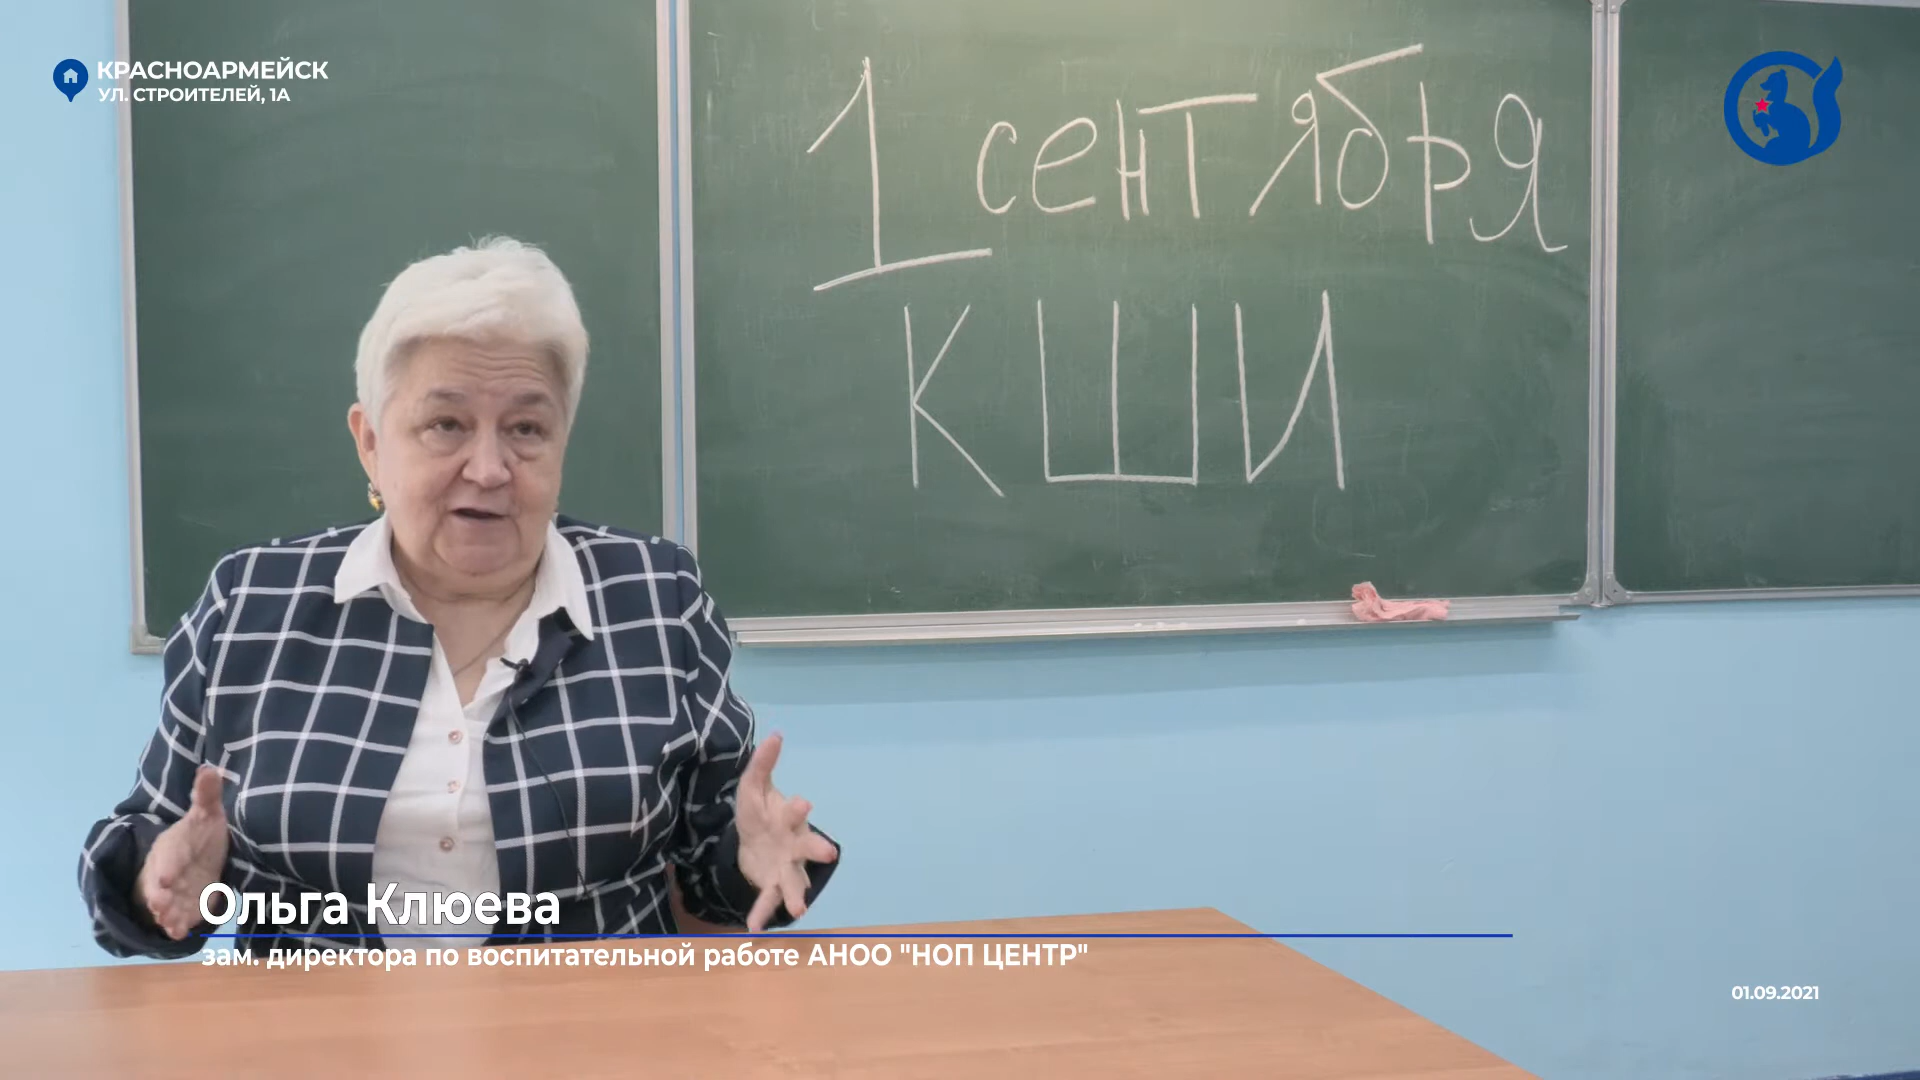 КРАСНОАРМЕЙСК
УЛ. СТРОИТЕЛЕЙ, 1А
1 сентября
КШИ
Ольга Клюева
зам. директора по воспитательной работе АНОО "НОП ЦЕНТР"
01.09.2021